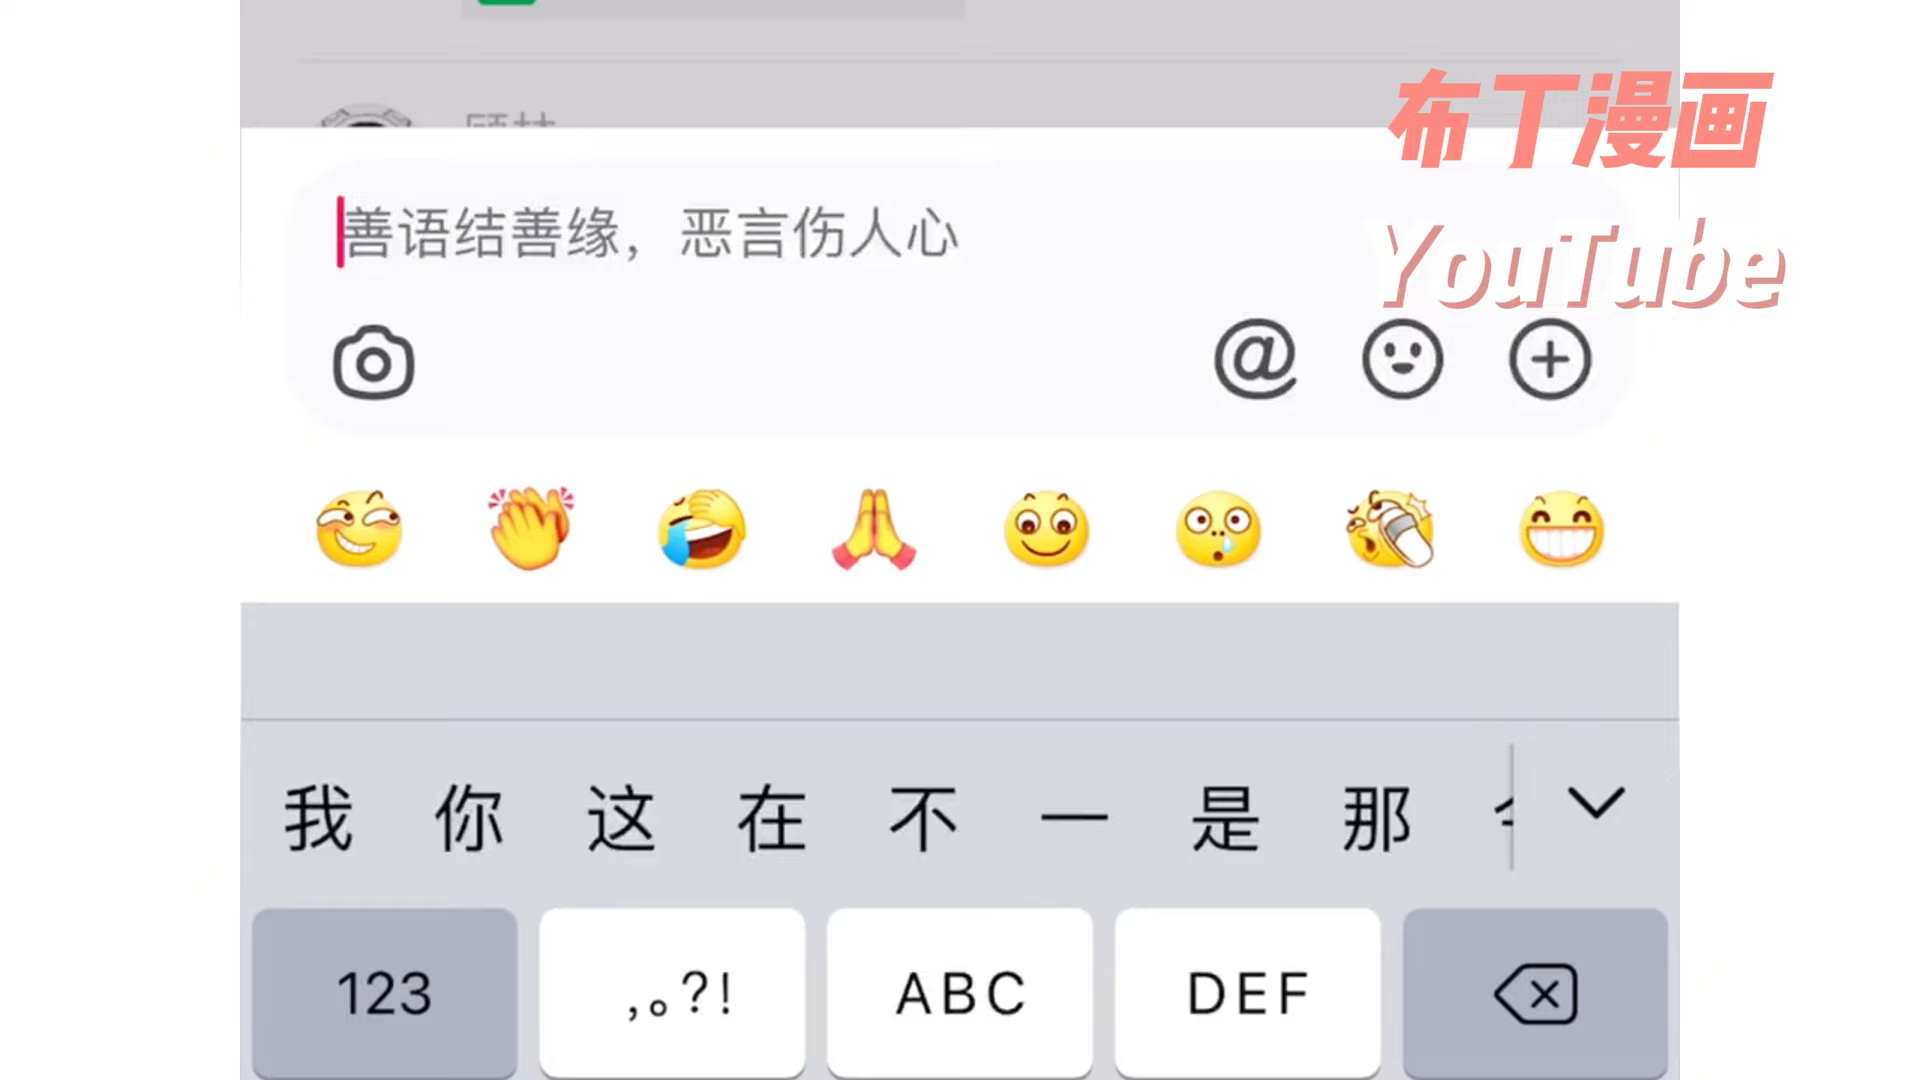 布丁漫画
善语结善缘，恶言伤人心
YouTube
@
我 你 这 在 不 一 是 那
123 ,。?! ABC DEF